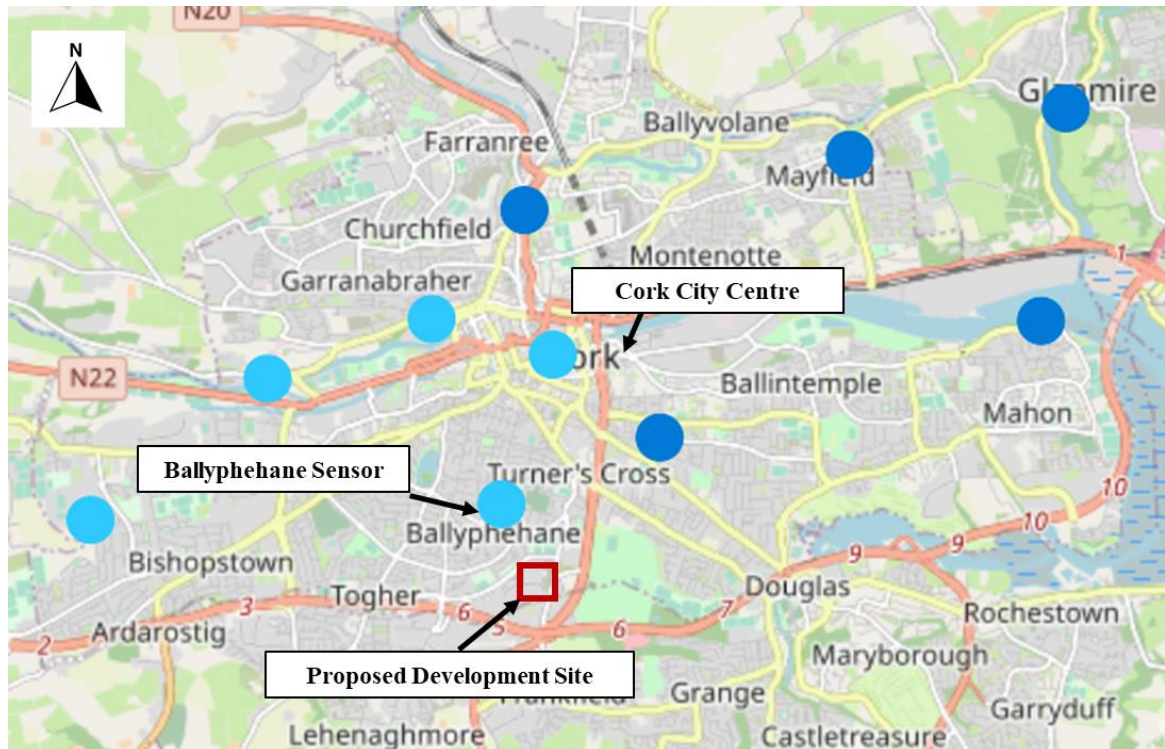 N20
N
Ballyvolane
Glanmire
Farranree
Mayfield
Churchfield
Montenotte
Garranabraher
Cork City Centre
1
N22
ork
Ballintemple
Mahon
Ballyphehane Sensor
Turner's Cross
10
Ballyphehane
10
9
9
Bishopstown
Douglas
Togher
3
6
7
Rochestown
2
Ardarostig
5
6
Maryborough
Proposed Development Site
Grange
Garryduff
Lehenaghmore
Castletreasure